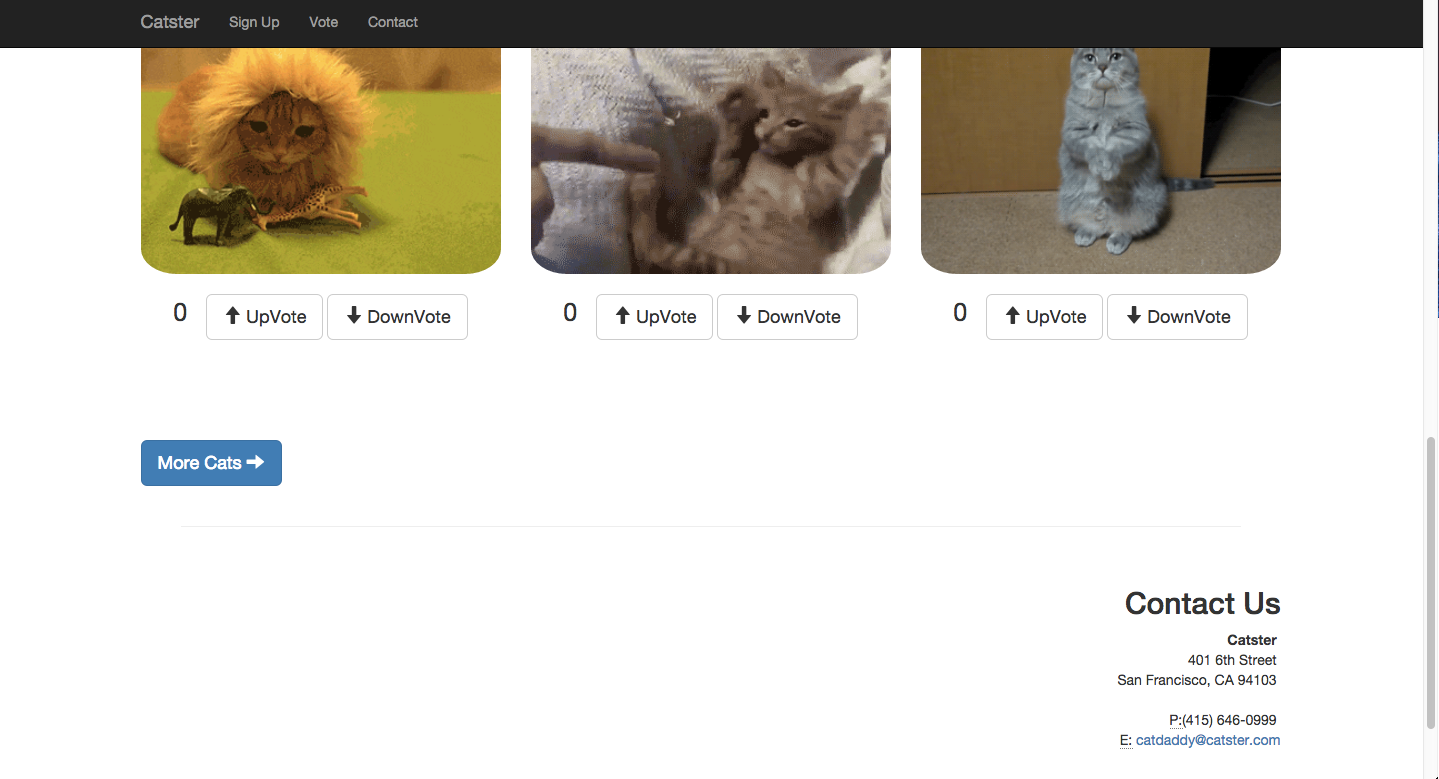 Catster Sign Up Vote Contact
0 UpVote DownVote 0 UpVote DownVote 0 UpVote DownVote
More Cats
Contact Us
Catster
401 6th Street
San Francisco, CA 94103
P:(415) 646-0999
E: catdaddy@catster.com